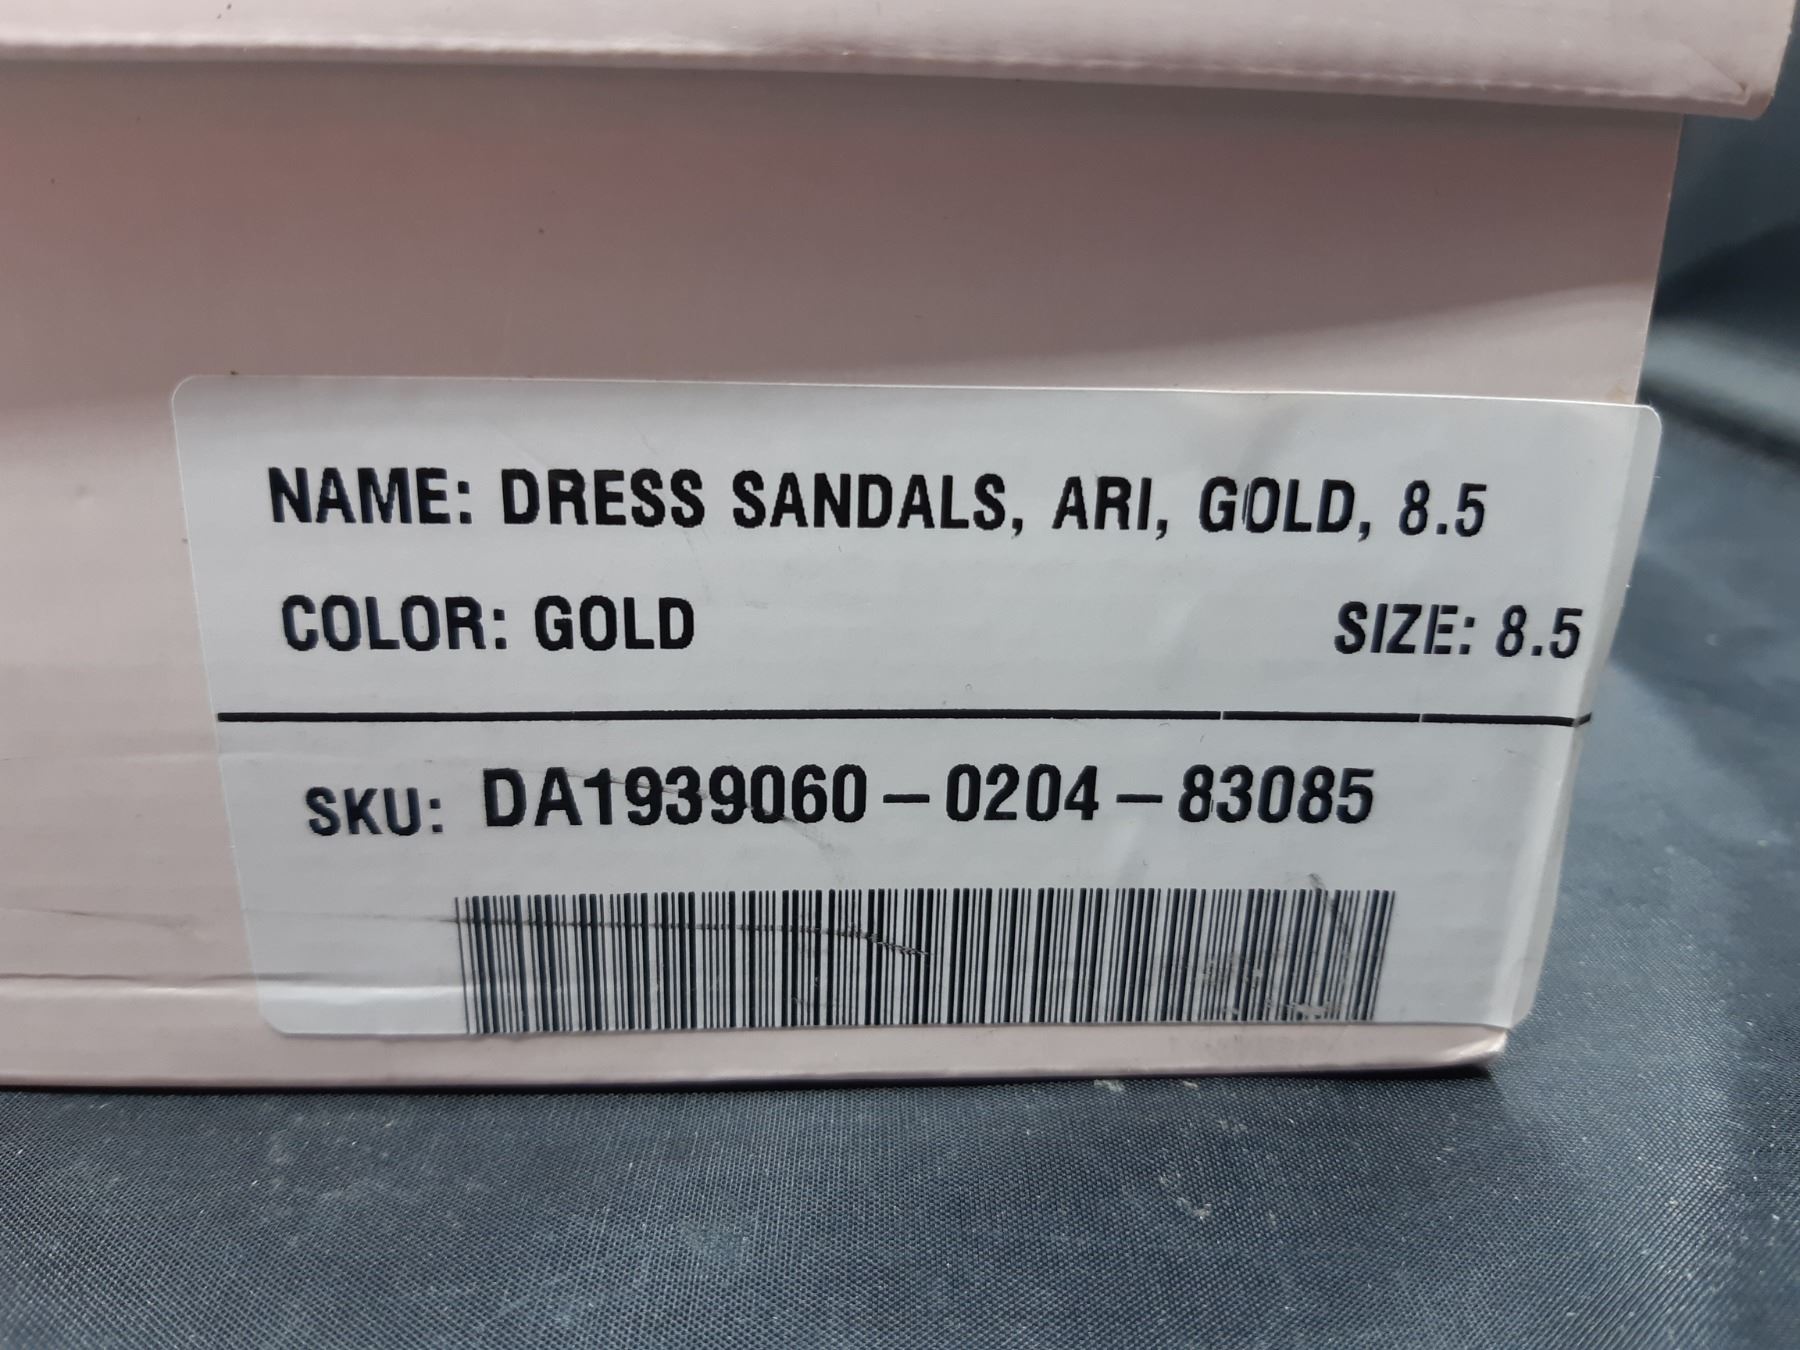 NAME: DRESS SANDALS, ARI, GOLD, 8.5
COLOR: GOLD SIZE: 8.5
SKU: DA1939060-0204-83085